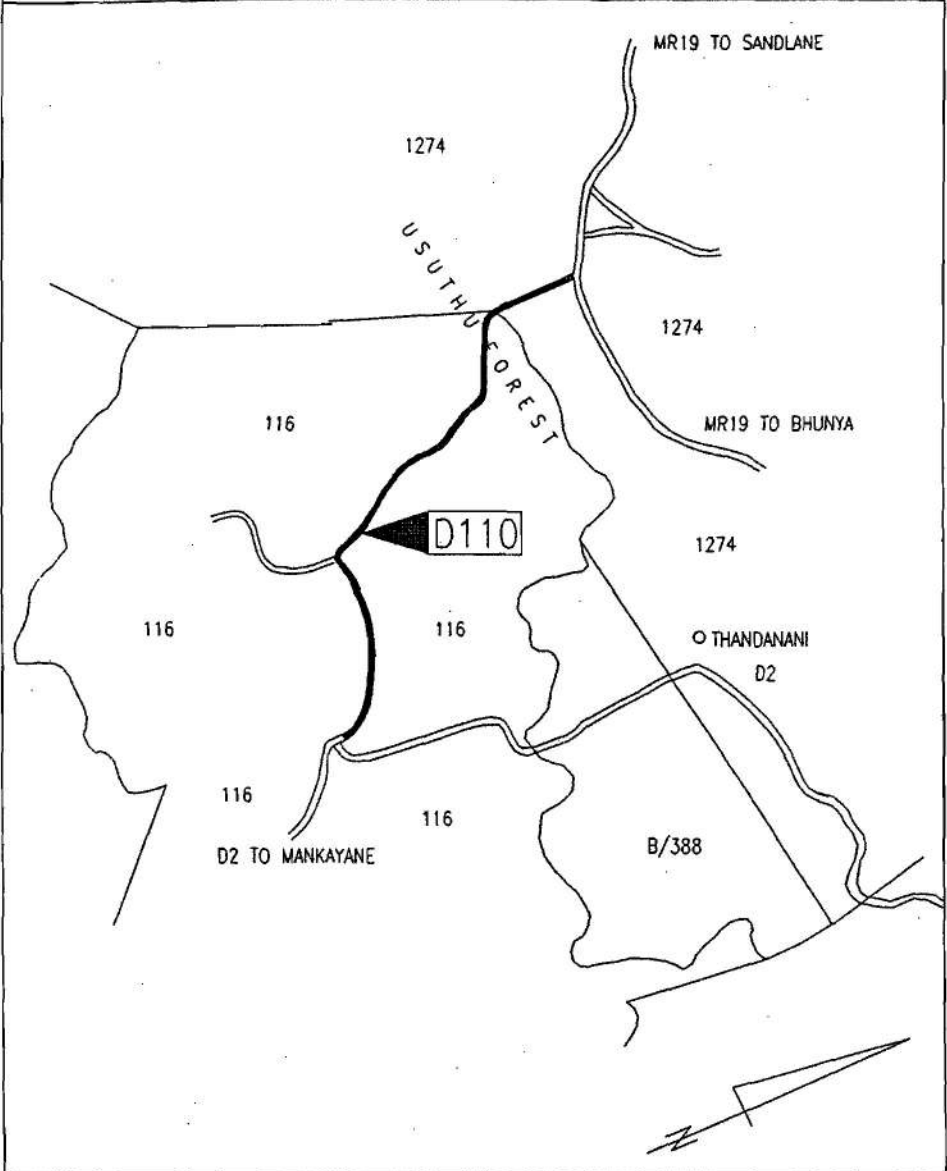 MR19 TO SANDLANE
1274
USUTHU FOREST
1274
116
MR19 TO BHUNYA
D110
1274
116
116
THANDANANI
D2
116
116
D2 TO MANKAYANE
B/388
N